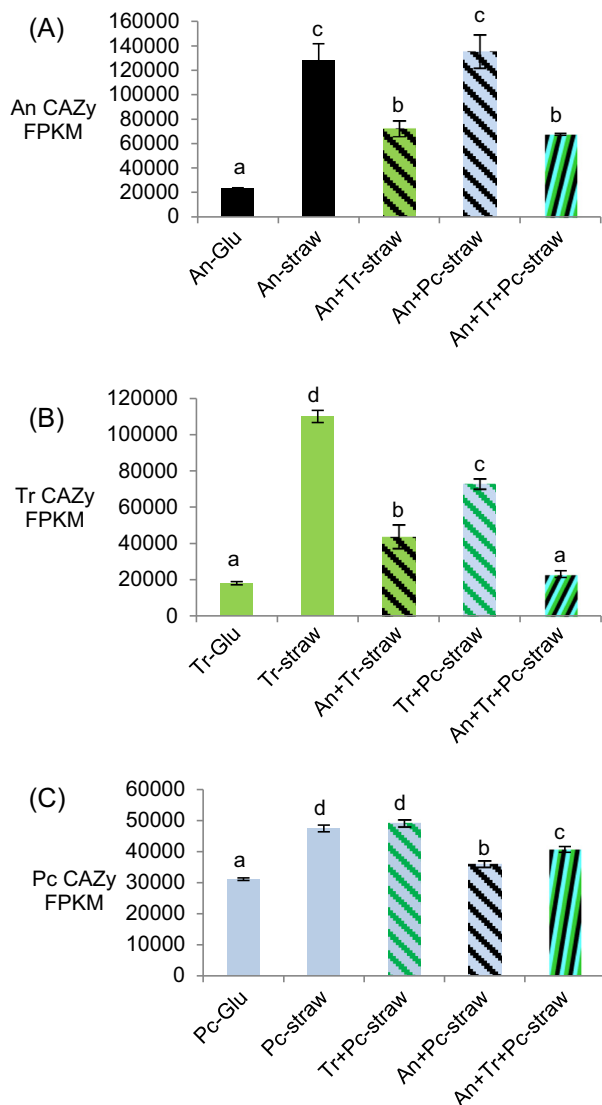 (A)
An CAZy
FPKM
160000
140000
120000
100000
80000
60000
40000
20000
0
a
c
b
c
b
An-Glu
An-straw
An+Tr-straw
An+Pc-straw
An+Tr+Pc-straw
(B)
Tr CAZy
FPKM
120000
100000
80000
60000
40000
20000
0
a
d
b
c
a
Tr-Glu
Tr-straw
An+Tr-straw
Tr+Pc-straw
An+Tr+Pc-straw
(C)
Pc CAZy
FPKM
60000
50000
40000
30000
20000
10000
0
a
d
d
b
c
Pc-Glu
Pc-straw
Tr+Pc-straw
An+Pc-straw
An+Tr+Pc-straw